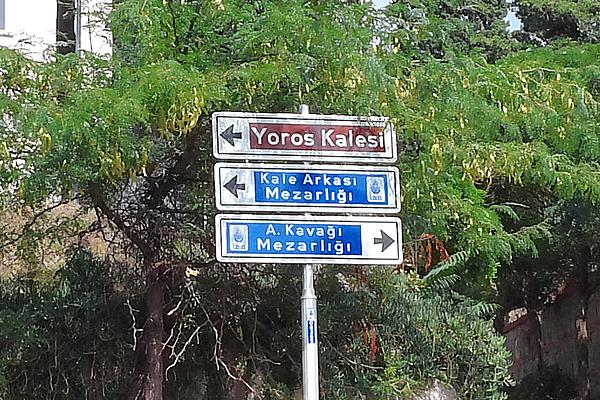 Yoros Kalesi
Kale Arkası
Mezarlığı
A. Kavağı
Mezarlığı